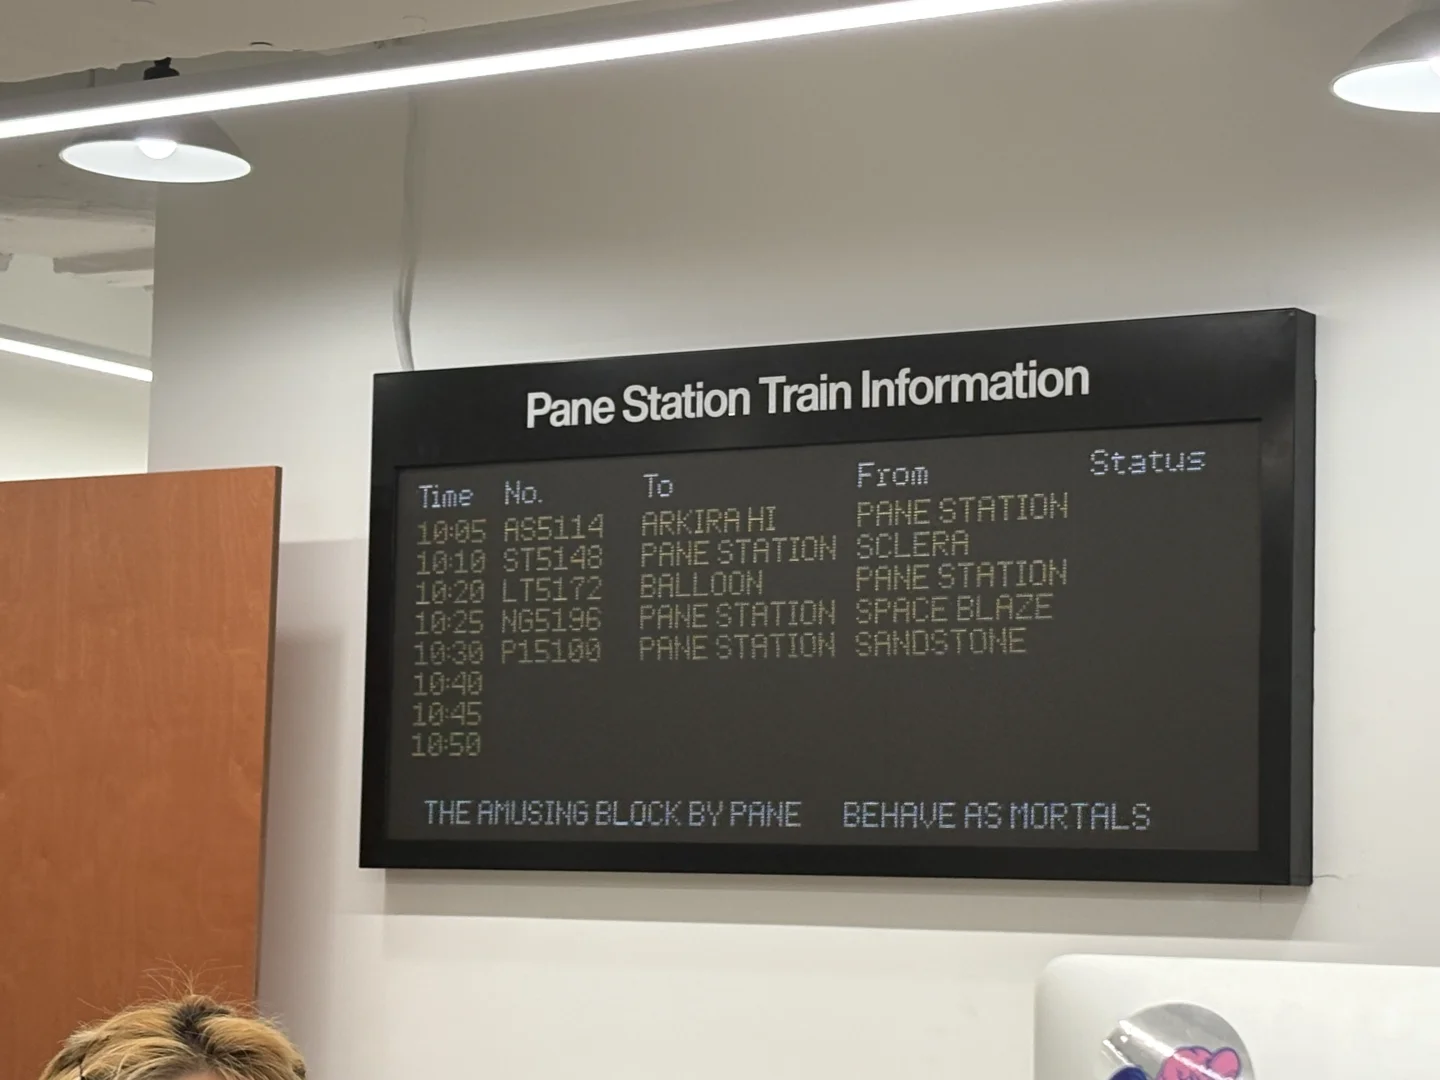 Pane Station Train Information
Time No. To From Status
10:05 AS5114 ARKIRA HI PANE STATION
10:10 ST5148 PANE STATION SCLERA
10:20 LT5172 BALLOON PANE STATION
10:25 NG5196 PANE STATION SPACE BLAZE
10:30 P15100 PANE STATION SANDSTONE
10:40
10:45
10:50
THE AMUSING BLOCK BY PANE BEHAVE AS MORTALS